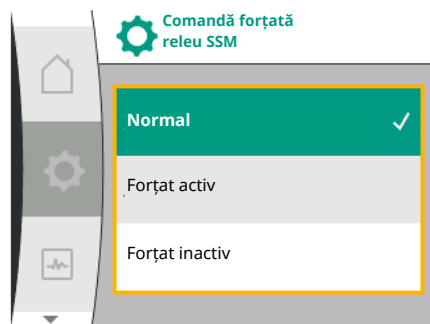 Comandă forțată
releu SSM
Normal
Forțat activ
Forțat inactiv